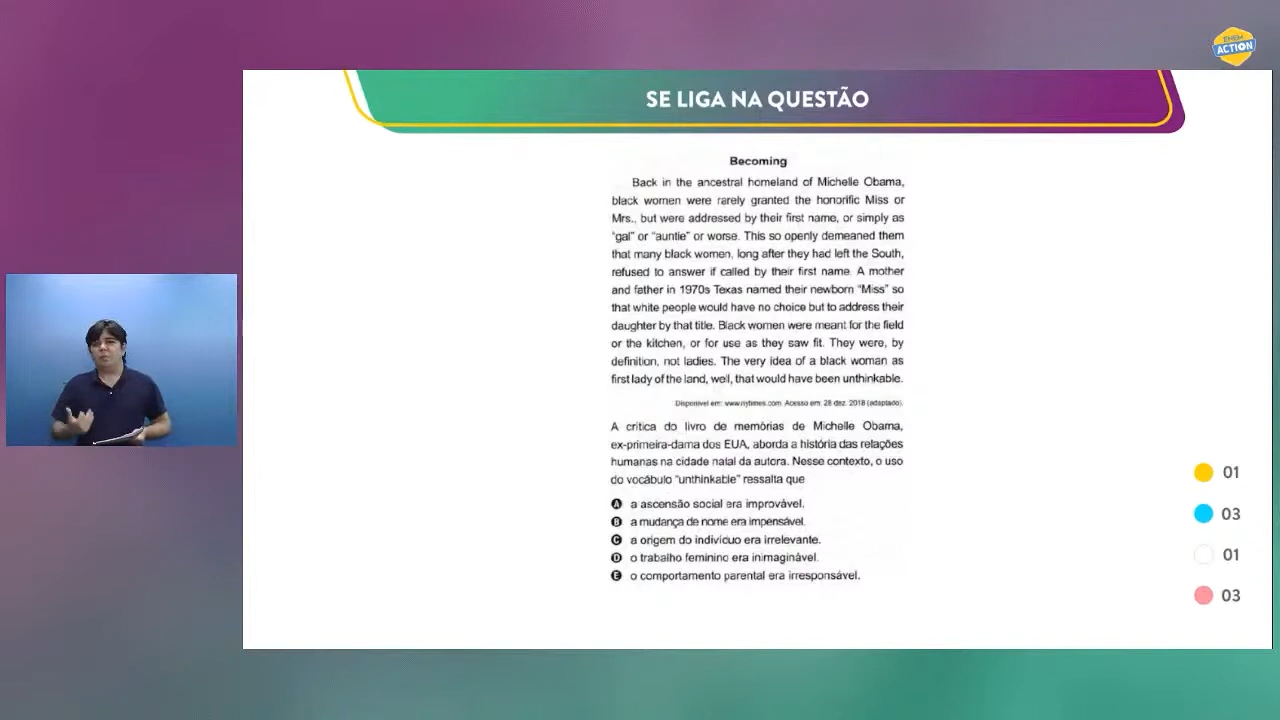 ENEM
ACTION
SE LIGA NA QUESTÃO
Becoming
Back in the ancestral homeland of Michelle Obama,
black women were rarely granted the honorific Miss or
Mrs., but were addressed by their first name, or simply as
"gal" or "auntie" or worse. This so openly demeaned them
that many black women, long after they had left the South,
refused to answer if called by their first name. A mother
and father in 1970s Texas named their newborn "Miss" so
that white people would have no choice but to address their
daughter by that title. Black women were meant for the field
or the kitchen, or for use as they saw fit. They were, by
definition, not ladies. The very idea of a black woman as
first lady of the land, well, that would have been unthinkable.
Disponível em: www.nytimes.com. Acesso em: 28 dez. 2018 (adaptado).
A crítica do livro de memórias de Michelle Obama,
ex-primeira-dama dos EUA, aborda a história das relações
humanas na cidade natal da autora. Nesse contexto, o uso
do vocábulo "unthinkable" ressalta que
A a ascensão social era improvável.
B a mudança de nome era impensável.
C a origem do indivíduo era irrelevante.
D o trabalho feminino era inimaginável.
E o comportamento parental era irresponsável.
01
03
01
03